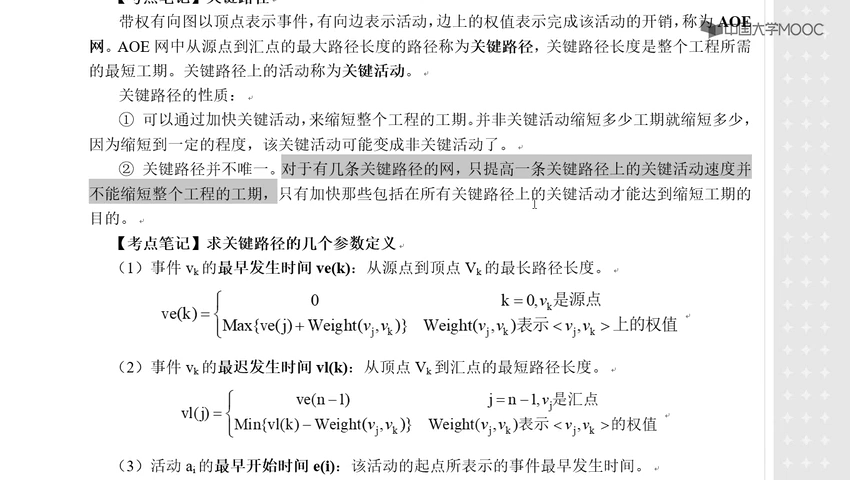 【考点笔记】关键路径
带权有向图以顶点表示事件，有向边表示活动，边上的权值表示完成该活动的开销，称为 AOE
中国大学MOOC
网。AOE 网中从源点到汇点的最大路径长度的路径称为关键路径，关键路径长度是整个工程所需
的最短工期。关键路径上的活动称为关键活动。
关键路径的性质：
① 可以通过加快关键活动，来缩短整个工程的工期。并非关键活动缩短多少工期就缩短多少，
因为缩短到一定的程度，该关键活动可能变成非关键活动了。
② 关键路径并不唯一。对于有几条关键路径的网，只提高一条关键路径上的关键活动速度并
不能缩短整个工程的工期，只有加快那些包括在所有关键路径上的关键活动才能达到缩短工期的
目的。
【考点笔记】求关键路径的几个参数定义
（1）事件 vk 的最早发生时间 ve(k)：从源点到顶点 Vk 的最长路径长度。
ve(k) = { 0 k = 0, vk是源点
Max{ve(j) + Weight(vj, vk)} Weight(vj, vk)表示 < vj, vk > 上的权值
（2）事件 vk 的最迟发生时间 vl(k)：从顶点 Vk 到汇点的最短路径长度。
vl(j) = { ve(n−1) j = n−1, vj是汇点
Min{vl(k) − Weight(vj, vk)} Weight(vj, vk)表示 < vj, vk >的权值
（3）活动 ai 的最早开始时间 e(i)：该活动的起点所表示的事件最早发生时间。